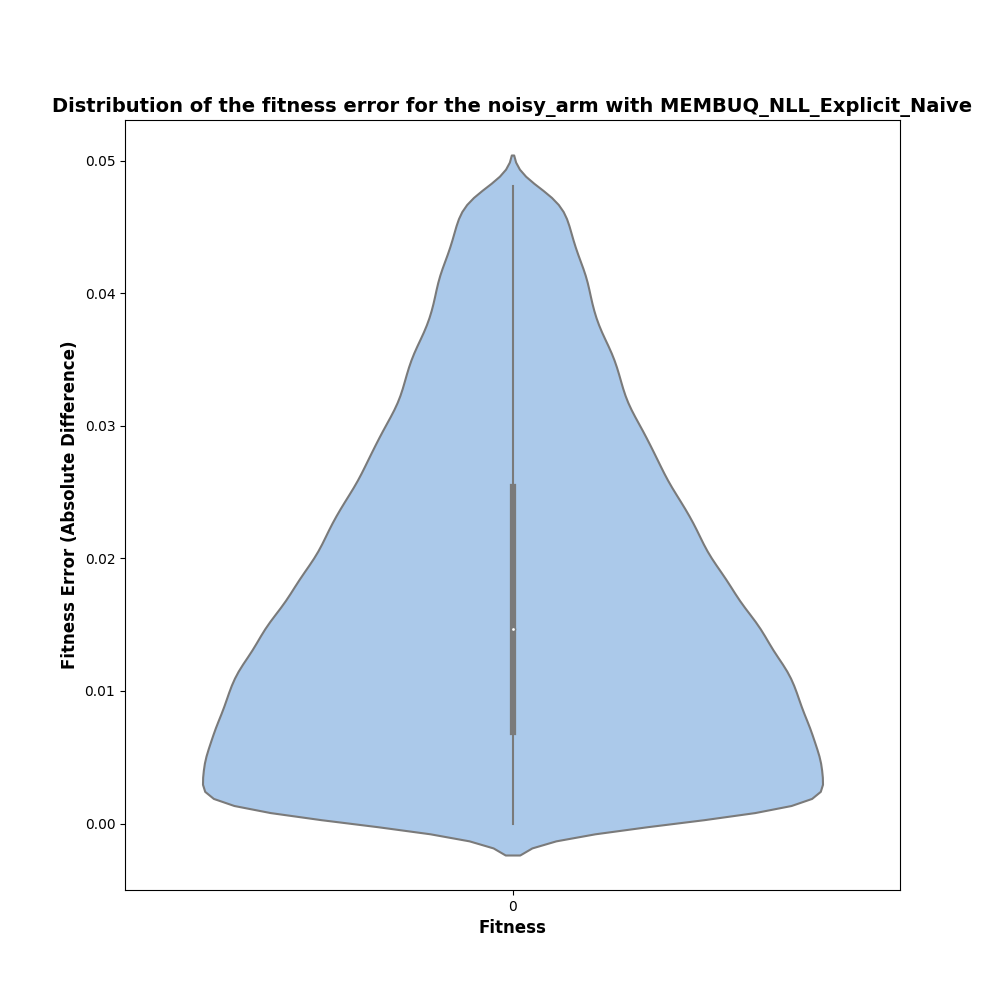 Distribution of the fitness error for the noisy_arm with MEMBUQ_NLL_Explicit_Naive
0.05
0.04
0.03
0.02
0.01
0.00
Fitness Error (Absolute Difference)
0
Fitness